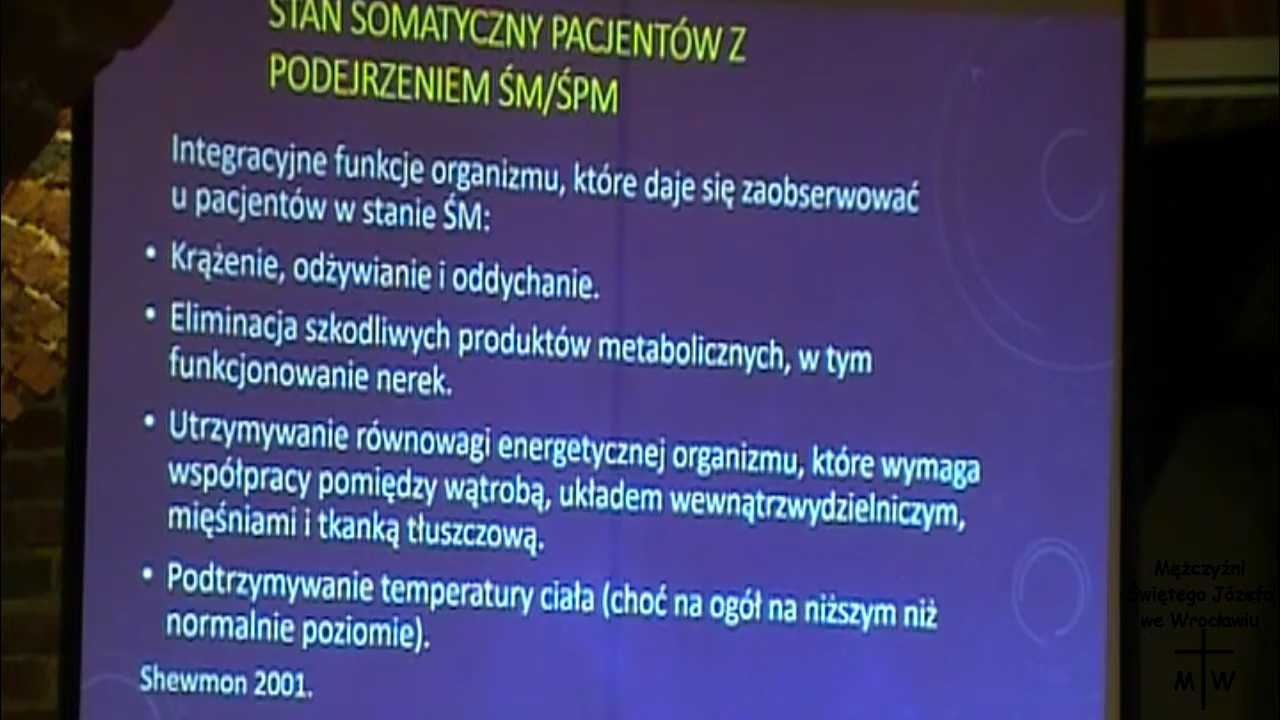 STAN SOMATYCZNY PACJENTÓW Z
PODEJRZENIEM ŚM/ŚPM
Integracyjne funkcje organizmu, które daje się zaobserwować
u pacjentów w stanie ŚM:
• Krążenie, odżywianie i oddychanie.
• Eliminacja szkodliwych produktów metabolicznych, w tym
funkcjonowanie nerek.
• Utrzymywanie równowagi energetycznej organizmu, które wymaga
współpracy pomiędzy wątrobą, układem wewnątrzwydzielniczym,
mięśniami i tkanką tłuszczową.
• Podtrzymywanie temperatury ciała (choć na ogół na niższym niż
normalnie poziomie).
Shewmon 2001.
Mężczyźni
Świętego Józefa
we Wrocławiu
M W